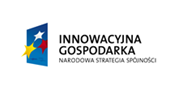 INNOWACYJNA
GOSPODARKA
NARODOWA STRATEGIA SPÓJNOŚCI